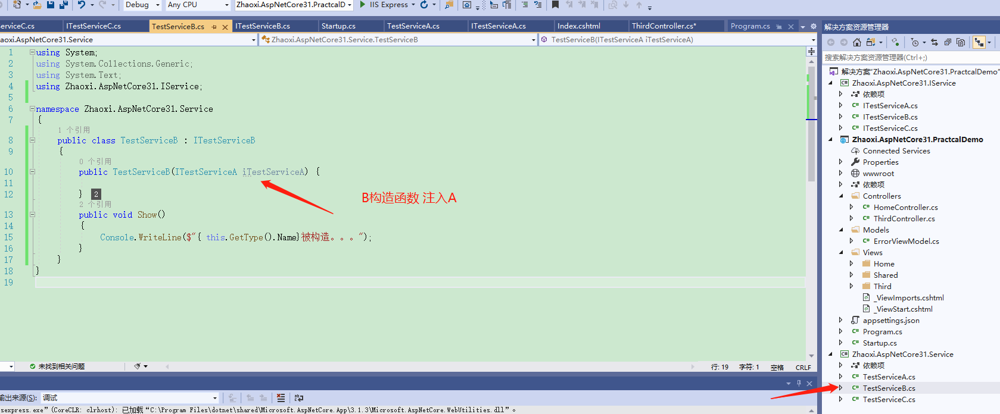 Debug Any CPU Zhaoxi.AspNetCore31.PractcalD IIS Express
erviceC.cs ITestServiceC.cs TestServiceB.cs ITestServiceB.cs Startup.cs TestServiceA.cs ITestServiceA.cs Index.cshtml ThirdController.cs* Program.cs
aoxi.AspNetCore31.Service Zhaoxi.AspNetCore31.Service.TestServiceB TestServiceB(ITestServiceA iTestServiceA)
1 using System;
2 using System.Collections.Generic;
3 using System.Text;
4 using Zhaoxi.AspNetCore31.IService;
5
6 namespace Zhaoxi.AspNetCore31.Service
7 {
1 个引用
8 public class TestServiceB : ITestServiceB
9 {
0 个引用
10 public TestServiceB(ITestServiceA iTestServiceA) {
11
12 } 2
2 个引用
13 public void Show()
14 {
15 Console.WriteLine($"{ this.GetType().Name}被构造。。。");
16 }
17 }
18 }
19
B构造函数 注入A
未找到相关问题 行: 19 字符: 1 空格 CRLF
输出来源(S): 调试
sexpress.exe”(CoreCLR: clrhost): 已加载“C:\Program Files\dotnet\shared\Microsoft.AspNetCore.App\3.1.3\Microsoft.AspNetCore.WebUtilities.dll”。
解决方案资源管理器
搜索解决方案资源管理器(Ctrl+;)
解决方案"Zhaoxi.AspNetCore31.PractcalDemo"
Zhaoxi.AspNetCore31.IService
依赖项
ITestServiceA.cs
ITestServiceB.cs
ITestServiceC.cs
Zhaoxi.AspNetCore31.PractcalDemo
Connected Services
Properties
wwwroot
依赖项
Controllers
HomeController.cs
ThirdController.cs
Models
ErrorViewModel.cs
Views
Home
Shared
Third
_ViewImports.cshtml
_ViewStart.cshtml
appsettings.json
Program.cs
Startup.cs
Zhaoxi.AspNetCore31.Service
依赖项
TestServiceA.cs
TestServiceB.cs
TestServiceC.cs